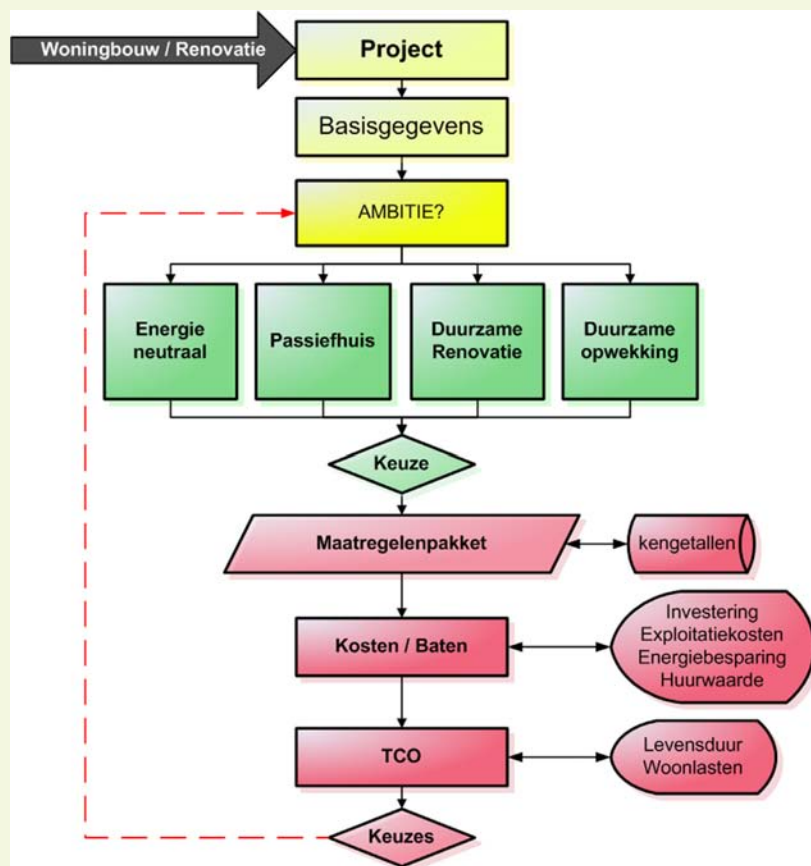 Woningbouw / Renovatie
Project
Basisgegevens
AMBITIE?
Energie
neutraal
Passiefhuis
Duurzame
Renovatie
Duurzame
opwekking
Keuze
Maatregelenpakket
kengetallen
Kosten / Baten
Investering
Exploitatiekosten
Energiebesparing
Huurwaarde
TCO
Levensduur
Woonlasten
Keuzes